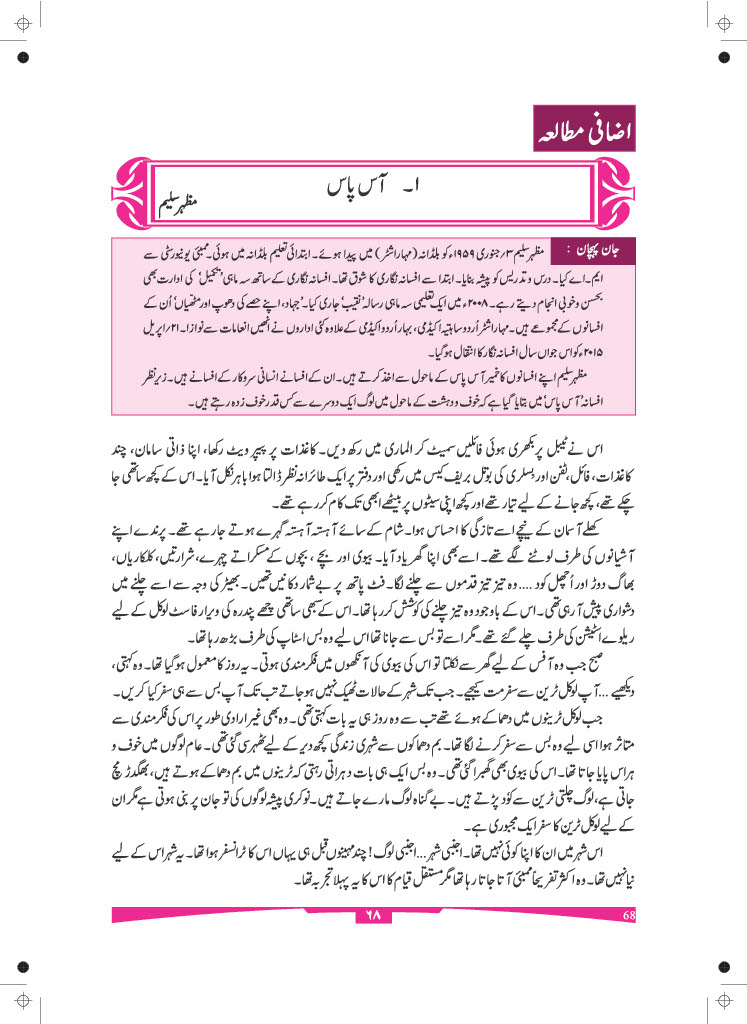 اضافی مطالعہ
۱۔ آس پاس
مظہر سلیم
جان پہچان :
مظہر سلیم ۳؍جنوری ۱۹۵۹ء کو بلڈانہ (مہاراشٹر) میں پیدا ہوئے۔ ابتدائی تعلیم بلڈانہ میں ہوئی۔ ممبئی یونیورسٹی سے
ایم۔اے کیا۔ درس و تدریس کو پیشہ بنایا۔ ابتدا سے افسانہ نگاری کا شوق تھا۔ افسانہ نگاری کے ساتھ سہ ماہی ’تکمیل‘ کی ادارت بھی
بحسن و خوبی انجام دیتے رہے۔ ۲۰۰۸ء میں ایک تعلیمی سہ ماہی رسالہ ’نقیب‘ جاری کیا۔ ’جہاد، اپنے حصے کی دھوپ اور مٹھیاں‘ اُن کے
افسانوں کے مجموعے ہیں۔ مہاراشٹر اُردو ساہتیہ اکیڈمی، بہار اُردو اکیڈمی کے علاوہ کئی اداروں نے انھیں انعامات سے نوازا۔ ۲۱؍اپریل
۲۰۱۵ء کو اس جواں سال افسانہ نگار کا انتقال ہوگیا۔
مظہر سلیم اپنے افسانوں کا خمیر آس پاس کے ماحول سے اخذ کرتے ہیں۔ ان کے افسانے انسانی سروکار کے افسانے ہیں۔ زیرِ نظر
افسانہ ’آس پاس‘ میں بتایا گیا ہے کہ خوف و دہشت کے ماحول میں لوگ ایک دوسرے سے کس قدر خوف زدہ رہتے ہیں۔
اس نے ٹیبل پر بکھری ہوئی فائلیں سمیٹ کر الماری میں رکھ دیں۔ کاغذات پر پیپر ویٹ رکھا، اپنا ذاتی سامان، چند
کاغذات، فائل، ٹفن اور بسلری کی بوتل بریف کیس میں رکھی اور دفتر پر ایک طائرانہ نظر ڈالتا ہوا باہر نکل آیا۔ اس کے کچھ ساتھی جا
چکے تھے، کچھ جانے کے لیے تیار تھے اور کچھ اپنی سیٹوں پر بیٹھے ابھی تک کام کر رہے تھے۔
کھلے آسمان کے نیچے اسے تازگی کا احساس ہوا۔ شام کے سائے آہستہ آہستہ گہرے ہوتے جا رہے تھے۔ پرندے اپنے
آشیانوں کی طرف لوٹنے لگے تھے۔ اسے بھی اپنا گھر یاد آیا۔ بیوی اور بچے، بچوں کے مسکراتے چہرے، شرارتیں، کلکاریاں،
بھاگ دوڑ اور اُچھل کود .... وہ تیز تیز قدموں سے چلنے لگا۔ فٹ پاتھ پر بے شمار دکانیں تھیں۔ بھیڑ کی وجہ سے اسے چلنے میں
دشواری پیش آ رہی تھی۔ اس کے باوجود وہ تیز چلنے کی کوشش کر رہا تھا۔ اس کے سبھی ساتھی چھے پندرہ کی ویرار فاسٹ لوکل کے لیے
ریلوے اسٹیشن کی طرف چلے گئے تھے۔ مگر اسے تو بس سے جانا تھا اس لیے وہ بس اسٹاپ کی طرف بڑھ رہا تھا۔
صبح جب وہ آفس کے لیے گھر سے نکلتا تو اس کی بیوی کی آنکھوں میں فکر مندی ہوتی۔ یہ روز کا معمول ہوگیا تھا۔ وہ کہتی،
دیکھیے ... آپ لوکل ٹرین سے سفر مت کیجیے۔ جب تک شہر کے حالات ٹھیک نہیں ہو جاتے تب تک آپ بس سے ہی سفر کیا کریں۔
جب لوکل ٹرینوں میں دھماکے ہوئے تھے تب سے وہ روز ہی یہ بات کہتی تھی۔ وہ بھی غیر ارادی طور پر اس کی فکر مندی سے
متاثر ہوا اسی لیے وہ بس سے سفر کرنے لگا تھا۔ بم دھماکوں سے شہری زندگی کچھ دیر کے لیے ٹھہر سی گئی تھی۔ عام لوگوں میں خوف و
ہراس پایا جاتا تھا۔ اس کی بیوی بھی گھبرا گئی تھی۔ وہ بس ایک ہی بات دہراتی رہتی کہ ٹرینوں میں بم دھماکے ہوتے ہیں، بھگدڑ مچ
جاتی ہے، لوگ چلتی ٹرین سے کود پڑتے ہیں۔ بے گناہ لوگ مارے جاتے ہیں۔ نوکری پیشہ لوگوں کی تو جان پر بنی ہوتی ہے مگر ان
کے لیے لوکل ٹرین کا سفر ایک مجبوری ہے۔
اس شہر میں ان کا اپنا کوئی نہیں تھا۔ اجنبی شہر ... اجنبی لوگ! چند مہینوں قبل ہی یہاں اس کا ٹرانسفر ہوا تھا۔ یہ شہر اس کے لیے
نیا نہیں تھا۔ وہ اکثر تفریحاً ممبئی آتا جاتا رہا تھا مگر مستقل قیام کا اس کا یہ پہلا تجربہ تھا۔
۶۸
68